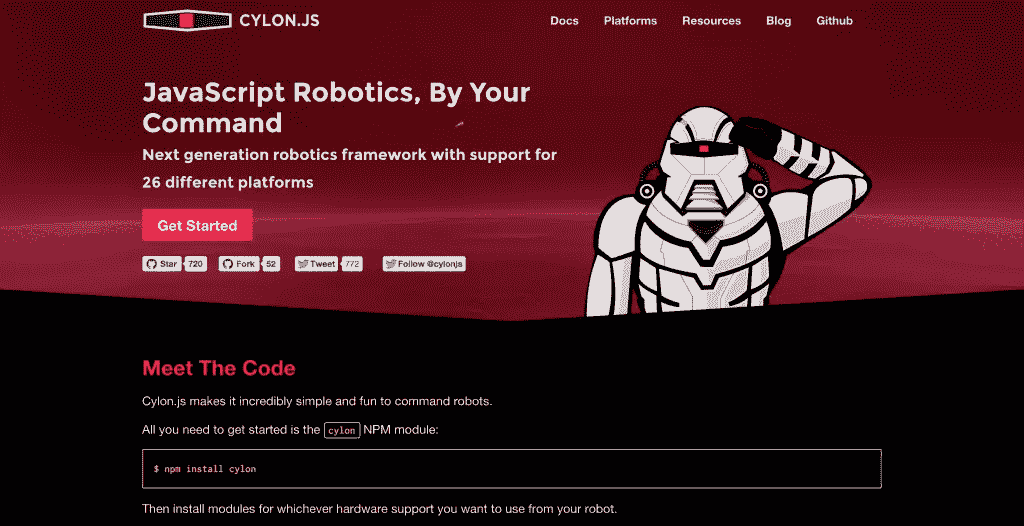 CYLON.JS
Docs Platforms Resources Blog Github
JavaScript Robotics, By Your
Command
Next generation robotics framework with support for
26 different platforms
Get Started
Star 720 Fork 52 Tweet 772 Follow @cylonjs
Meet The Code
Cylon.js makes it incredibly simple and fun to command robots.
All you need to get started is the cylon NPM module:
$ npm install cylon
Then install modules for whichever hardware support you want to use from your robot.